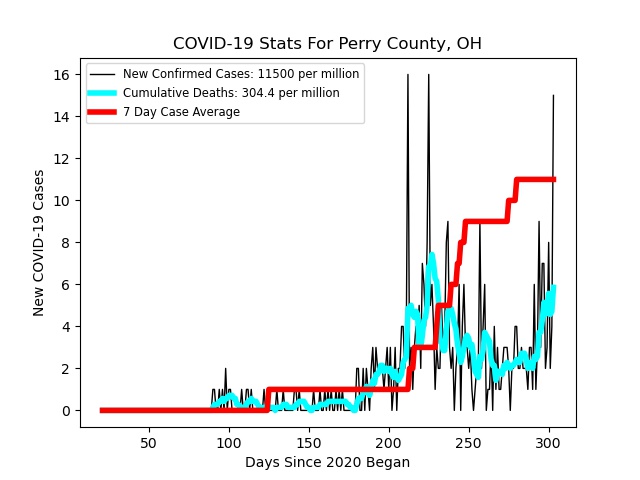 COVID-19 Stats For Perry County, OH
New Confirmed Cases: 11500 per million
Cumulative Deaths: 304.4 per million
7 Day Case Average
New COVID-19 Cases
16
14
12
10
8
6
4
2
0
50 100 150 200 250 300
Days Since 2020 Began